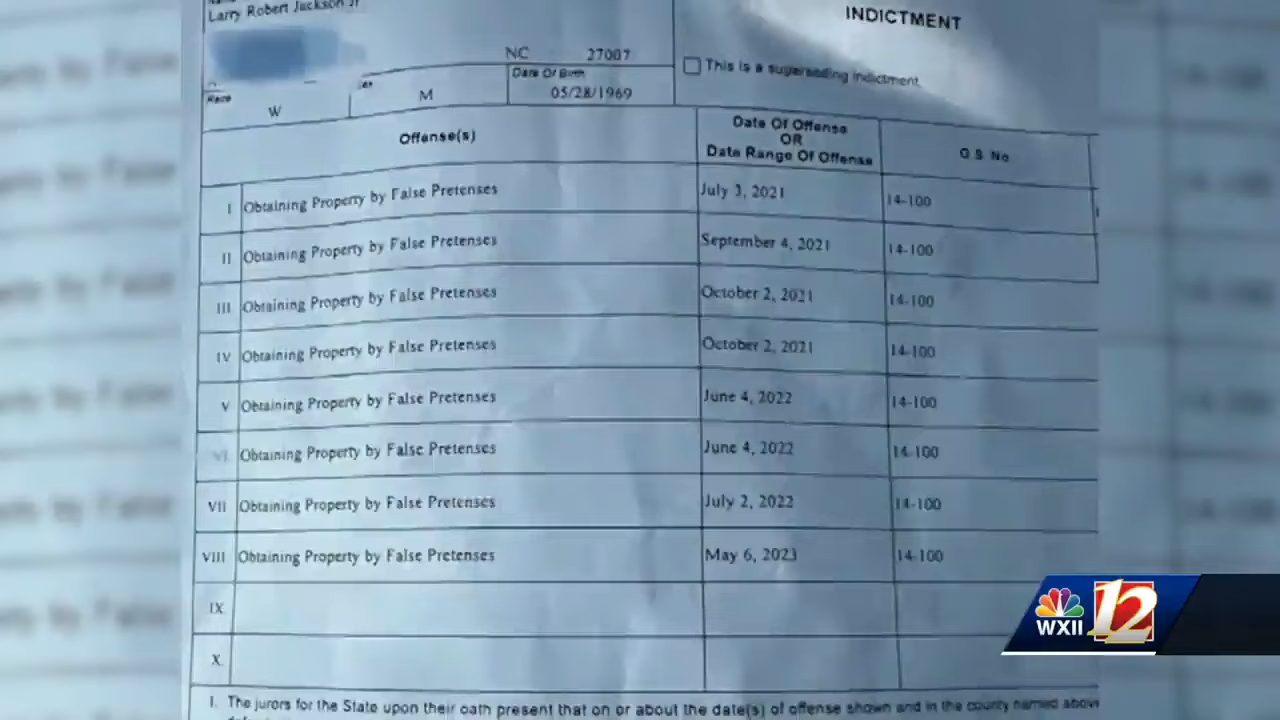 Larry Robert Jackson Jr
INDICTMENT
NC 27007
This is a superseding indictment.
Race
Date Of Birth
W
M
05/28/1969
Offense(s)
Date Of Offense
OR
Date Range Of Offense
G.S. No.
I Obtaining Property by False Pretenses July 3, 2021 14-100
II Obtaining Property by False Pretenses September 4, 2021 14-100
III Obtaining Property by False Pretenses October 2, 2021 14-100
IV Obtaining Property by False Pretenses October 2, 2021 14-100
V Obtaining Property by False Pretenses June 4, 2022 14-100
VI Obtaining Property by False Pretenses June 4, 2022 14-100
VII Obtaining Property by False Pretenses July 2, 2022 14-100
VIII Obtaining Property by False Pretenses May 6, 2023 14-100
IX
X.
WXII 12
I. The jurors for the State upon their oath present that on or about the date(s) of offense shown and in the county named above